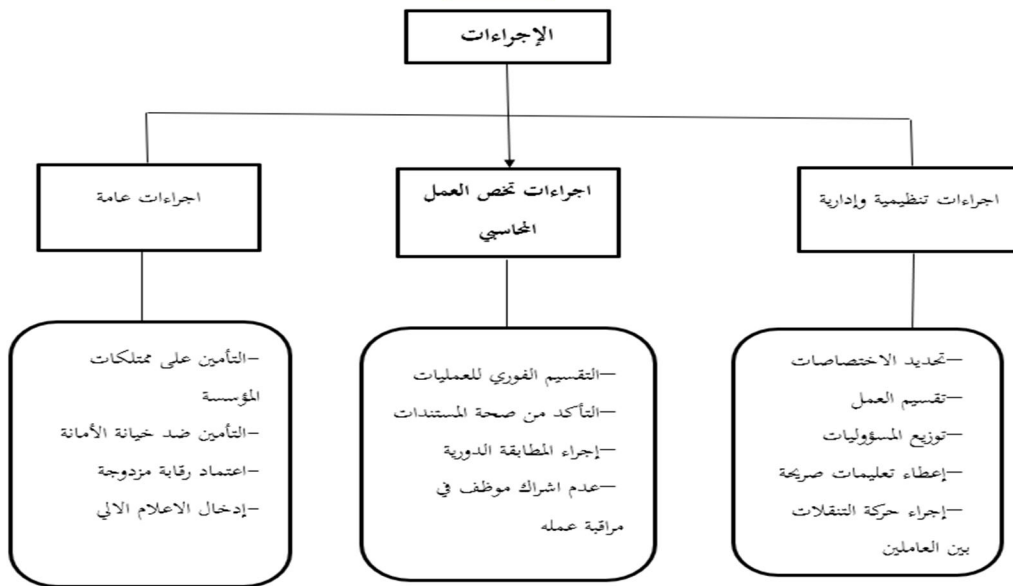 الإجراءات
اجراءات تنظيمية وإدارية
اجراءات تخص العمل
المحاسبي
اجراءات عامة
–تحديد الاختصاصات
–تقسيم العمل
–توزيع المسؤوليات
–إعطاء تعليمات صريحة
–إجراء حركة التنقلات
بين العاملين
–التقسيم الفوري للعمليات
–التأكد من صحة المستندات
–إجراء المطابقة الدورية
–عدم اشراك موظف في
مراقبة عمله
–التأمين على ممتلكات
المؤسسة
–التأمين ضد خيانة الأمانة
–اعتماد رقابة مزدوجة
–إدخال الاعلام الالي